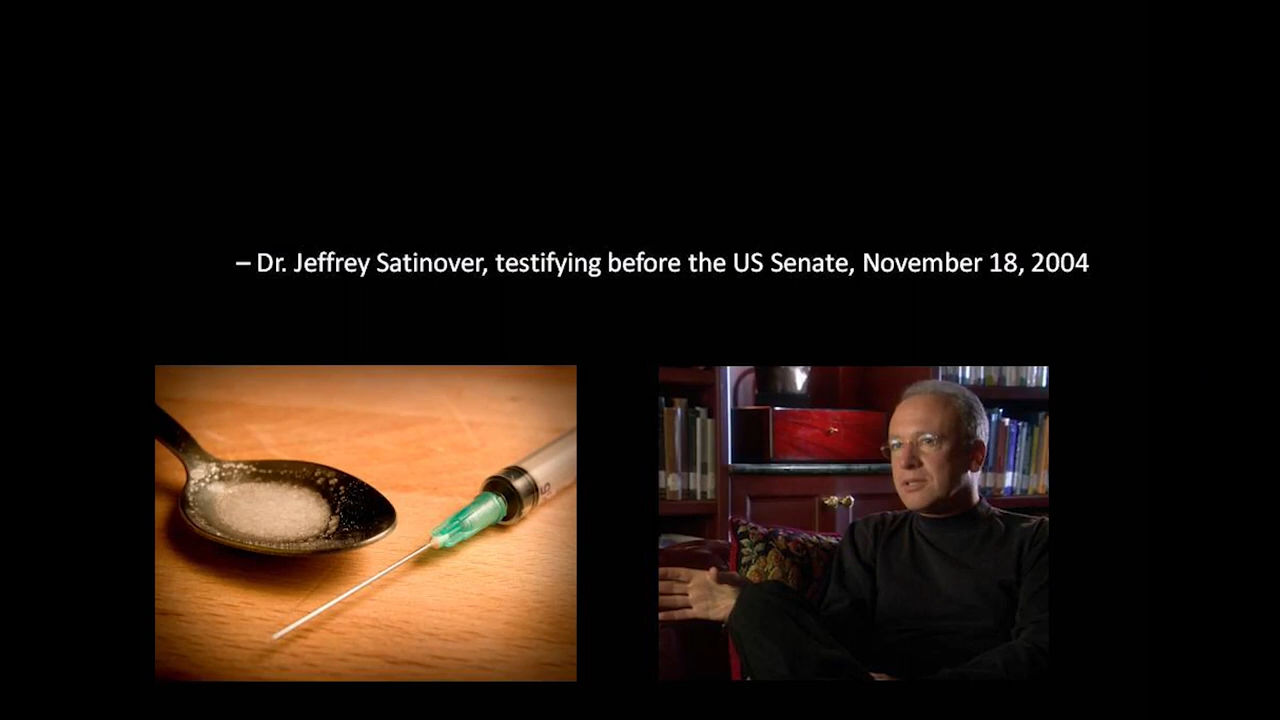 – Dr. Jeffrey Satinover, testifying before the US Senate, November 18, 2004